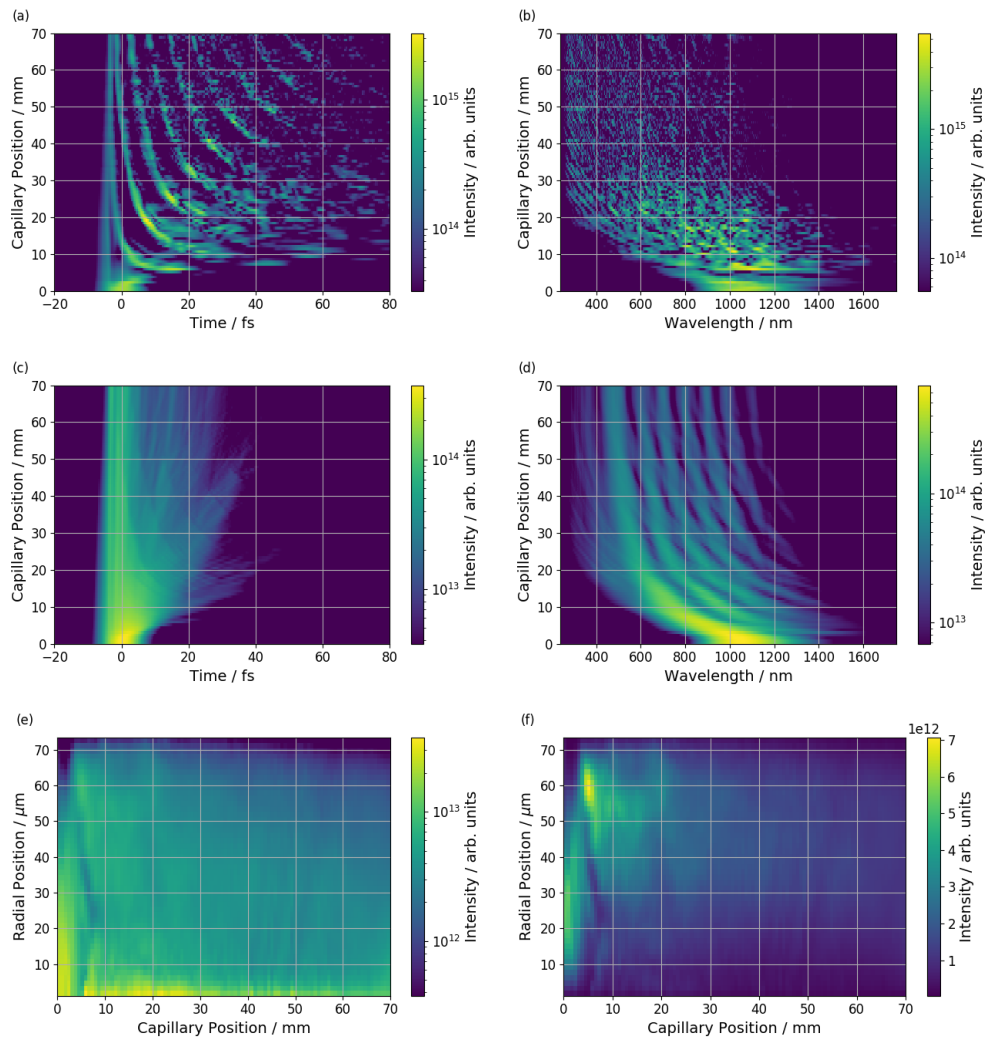 (a)
70
60
50
40
30
20
10
0
Capillary Position / mm
−20 0 20 40 60 80
Time / fs
10¹⁵
10¹⁴
Intensity / arb. units
(b)
70
60
50
40
30
20
10
0
Capillary Position / mm
400 600 800 1000 1200 1400 1600
Wavelength / nm
10¹⁵
10¹⁴
Intensity / arb. units
(c)
70
60
50
40
30
20
10
0
Capillary Position / mm
−20 0 20 40 60 80
Time / fs
10¹⁴
10¹³
Intensity / arb. units
(d)
70
60
50
40
30
20
10
0
Capillary Position / mm
400 600 800 1000 1200 1400 1600
Wavelength / nm
10¹⁴
10¹³
Intensity / arb. units
(e)
70
60
50
40
30
20
10
Radial Position / μm
0 10 20 30 40 50 60 70
Capillary Position / mm
10¹³
10¹²
Intensity / arb. units
(f)
70
60
50
40
30
20
10
Radial Position / μm
0 10 20 30 40 50 60 70
Capillary Position / mm
1e12
7
6
5
4
3
2
1
Intensity / arb. units